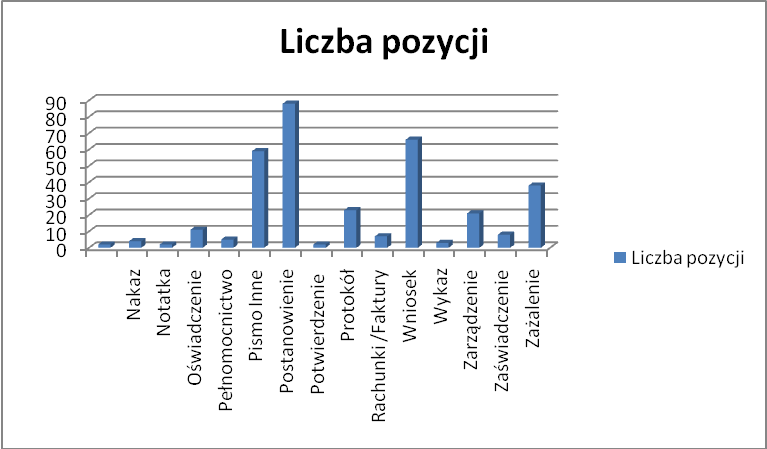 Liczba pozycji
90
80
70
60
50
40
30
20
10
0
Nakaz
Notatka
Oświadczenie
Pełnomocnictwo
Pismo Inne
Postanowienie
Potwierdzenie
Protokół
Rachunki / Faktury
Wniosek
Wykaz
Zarządzenie
Zaświadczenie
Zażalenie
Liczba pozycji